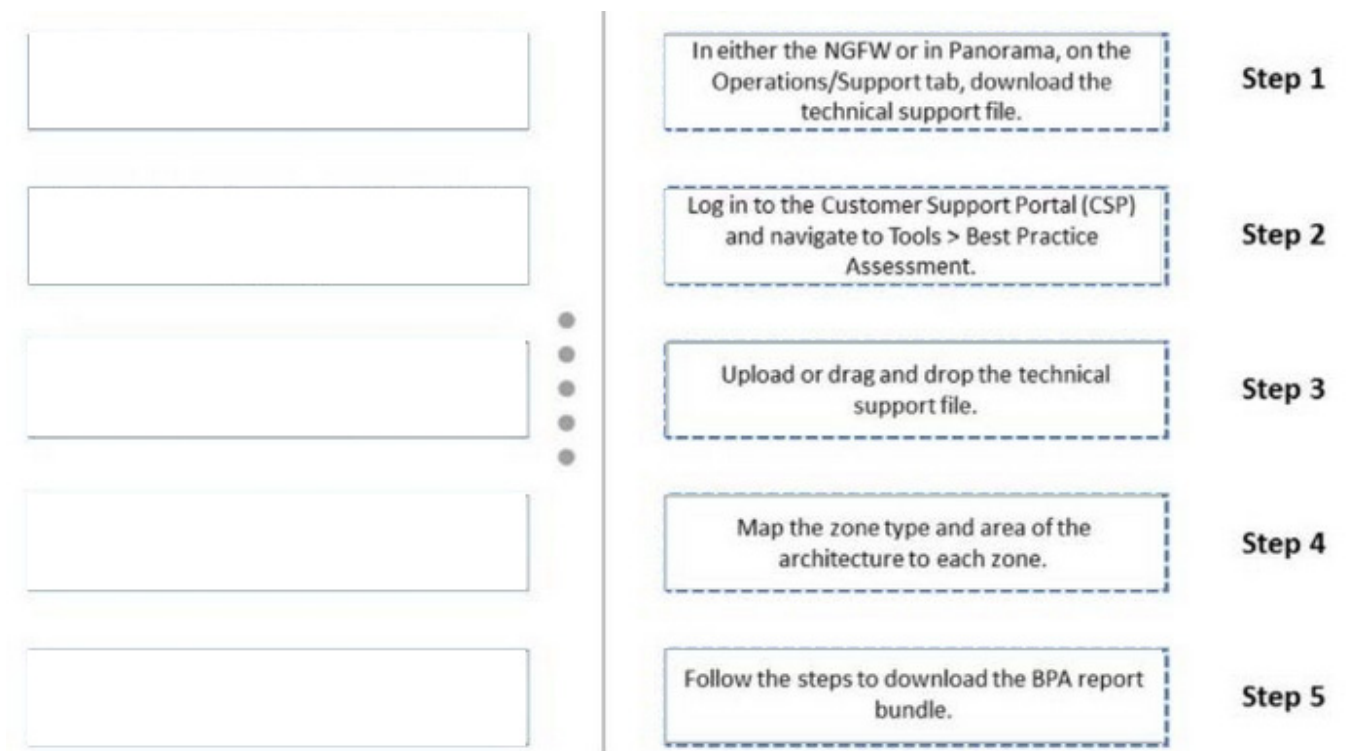 In either the NGFW or in Panorama, on the
Operations/Support tab, download the
technical support file.
Step 1
Log in to the Customer Support Portal (CSP)
and navigate to Tools > Best Practice
Assessment.
Step 2
Upload or drag and drop the technical
support file.
Step 3
Map the zone type and area of the
architecture to each zone.
Step 4
Follow the steps to download the BPA report
bundle.
Step 5